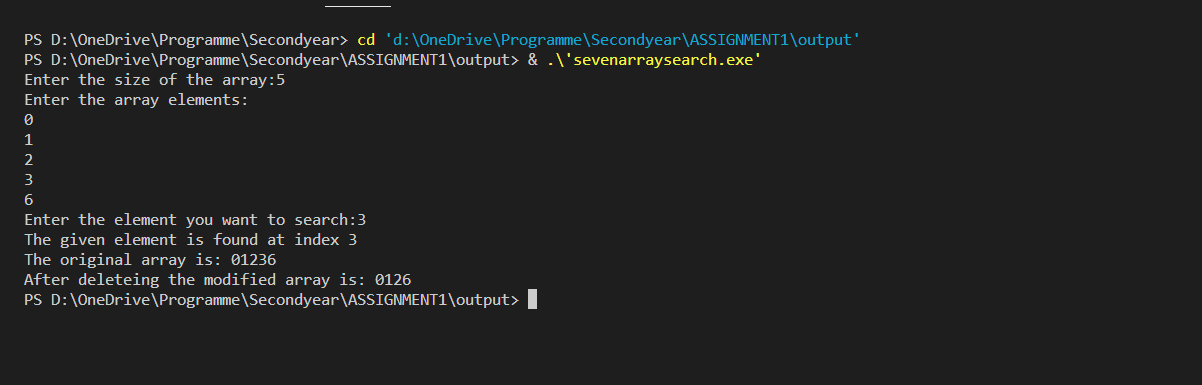 PS D:\OneDrive\Programme\Secondyear> cd 'd:\OneDrive\Programme\Secondyear\ASSIGNMENT1\output'
PS D:\OneDrive\Programme\Secondyear\ASSIGNMENT1\output> & .\'sevenarraysearch.exe'
Enter the size of the array:5
Enter the array elements:
0
1
2
3
6
Enter the element you want to search:3
The given element is found at index 3
The original array is: 01236
After deleteing the modified array is: 0126
PS D:\OneDrive\Programme\Secondyear\ASSIGNMENT1\output>